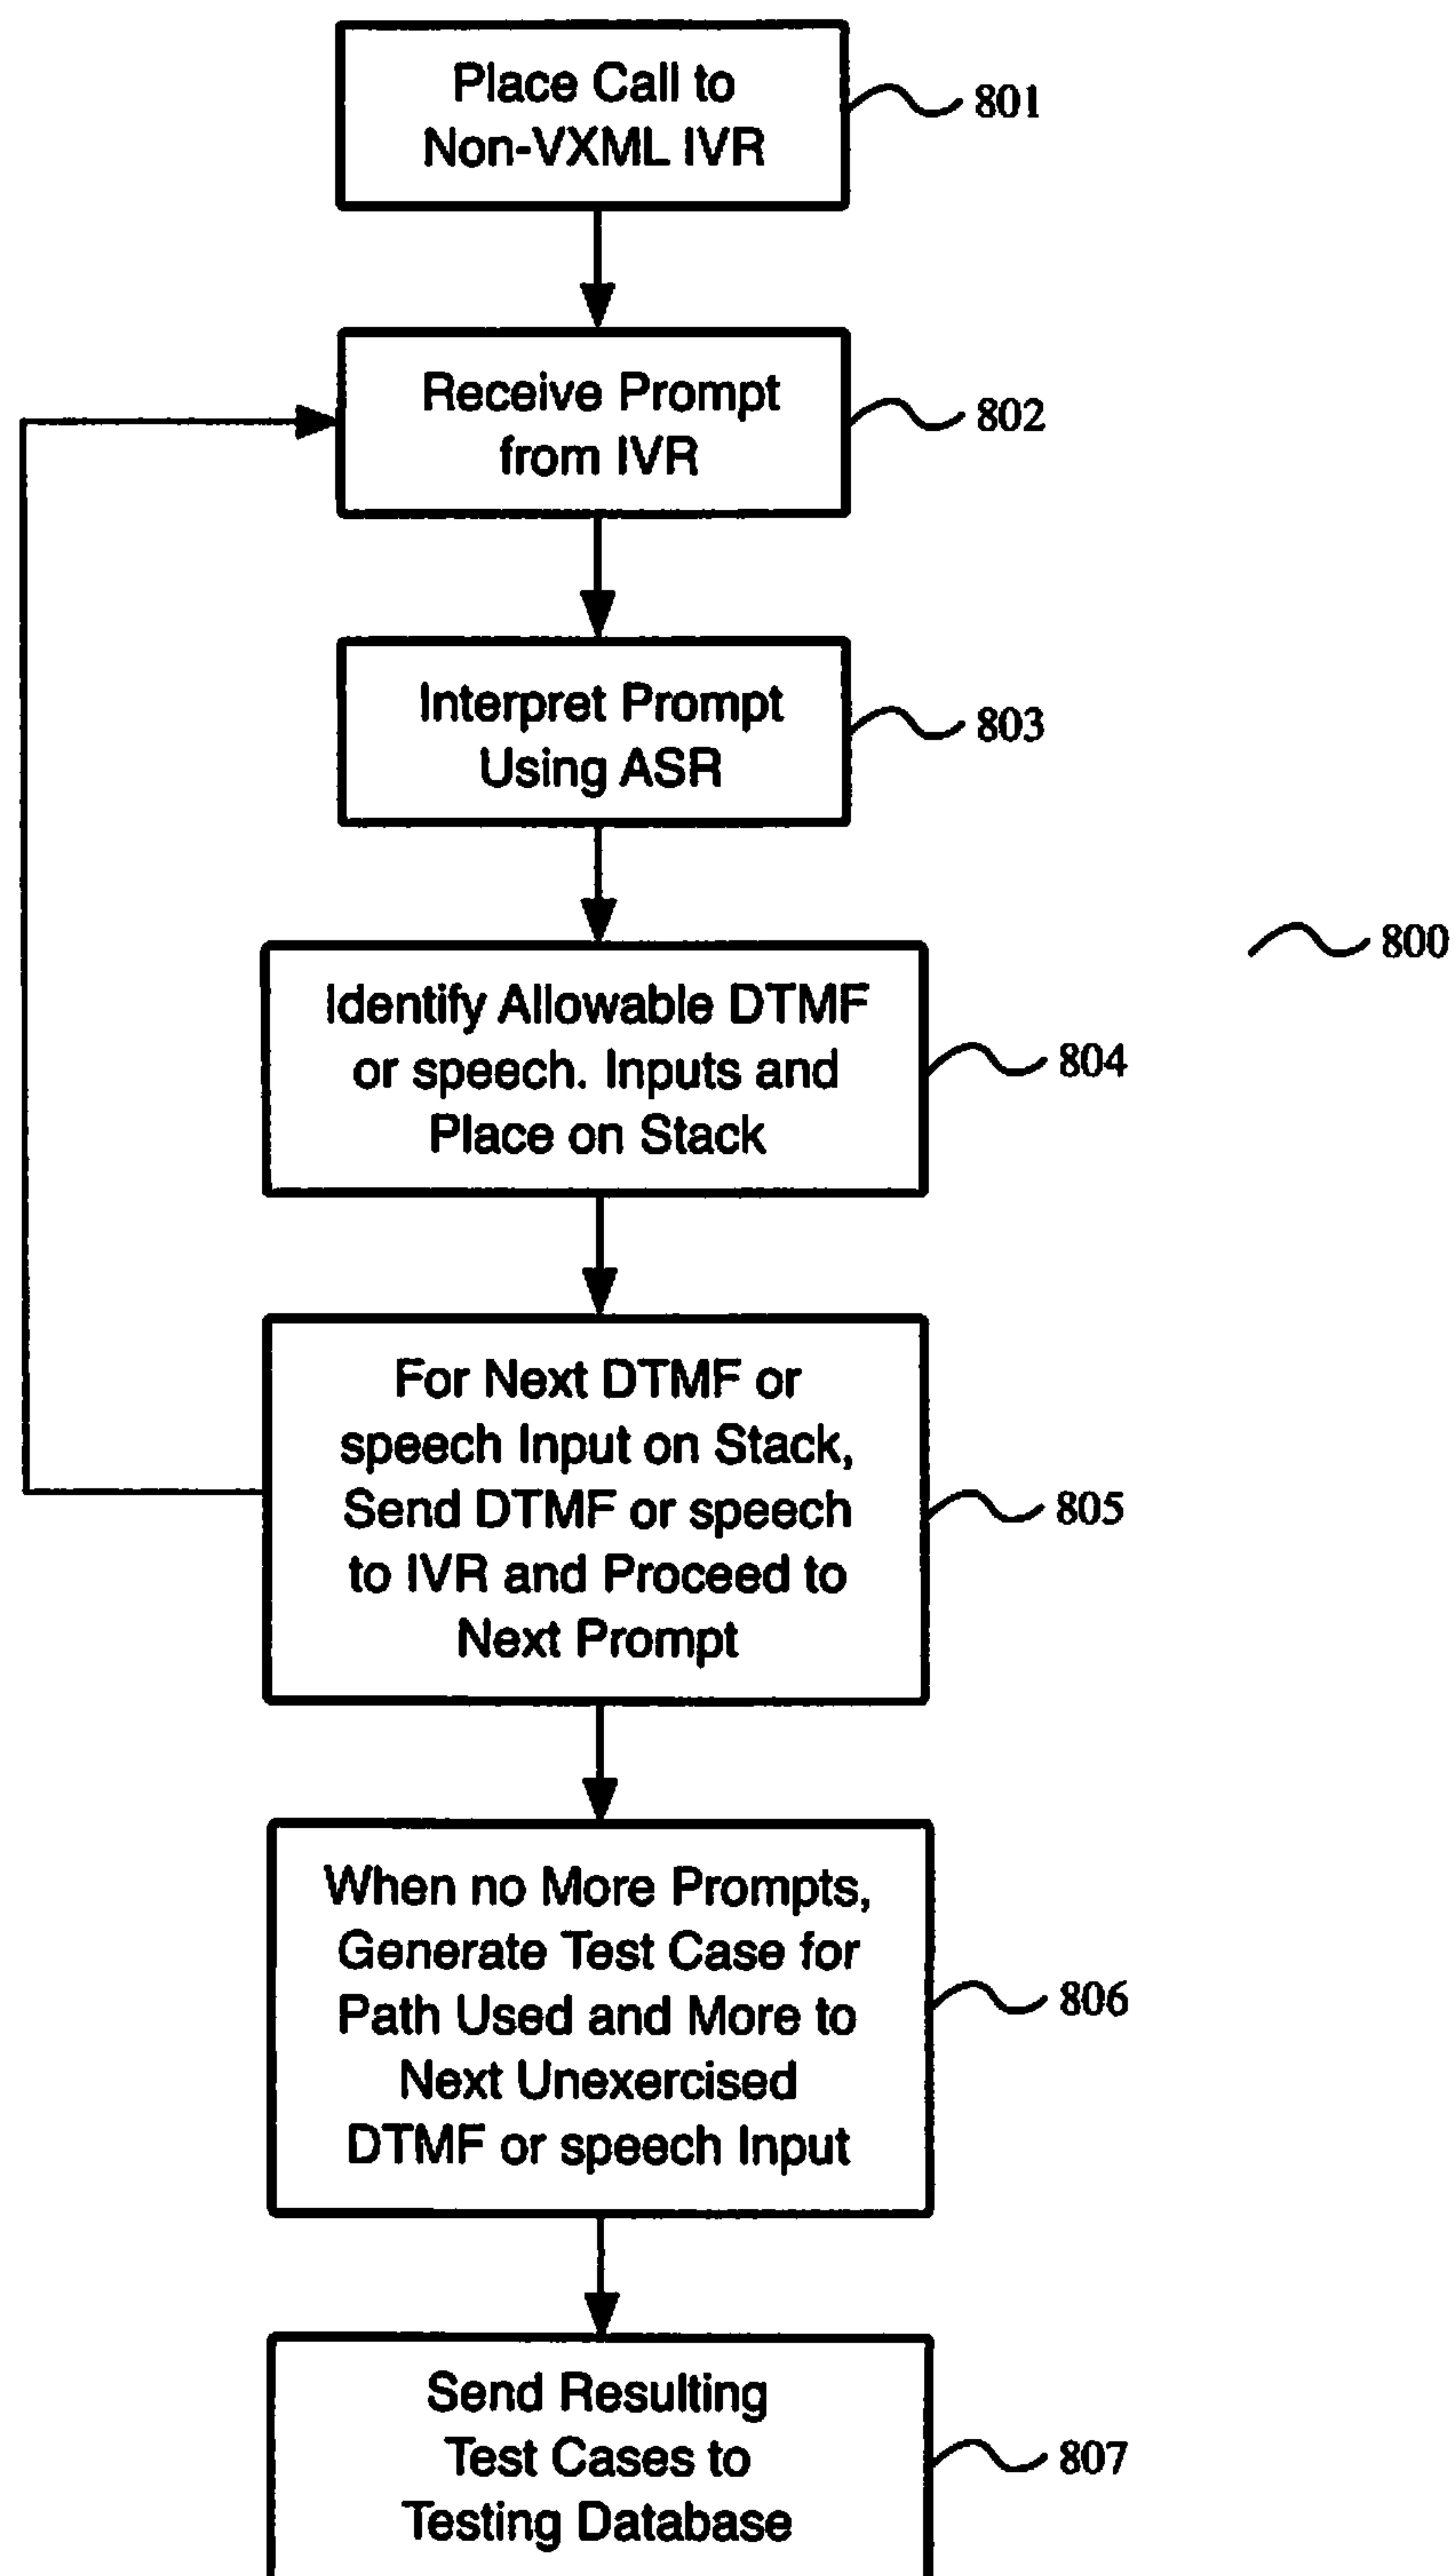 Place Call to
Non-VXML IVR
801
Receive Prompt
from IVR
802
Interpret Prompt
Using ASR
803
800
Identify Allowable DTMF
or speech. Inputs and
Place on Stack
804
For Next DTMF or
speech Input on Stack,
Send DTMF or speech
to IVR and Proceed to
Next Prompt
805
When no More Prompts,
Generate Test Case for
Path Used and More to
Next Unexercised
DTMF or speech Input
806
Send Resulting
Test Cases to
Testing Database
807